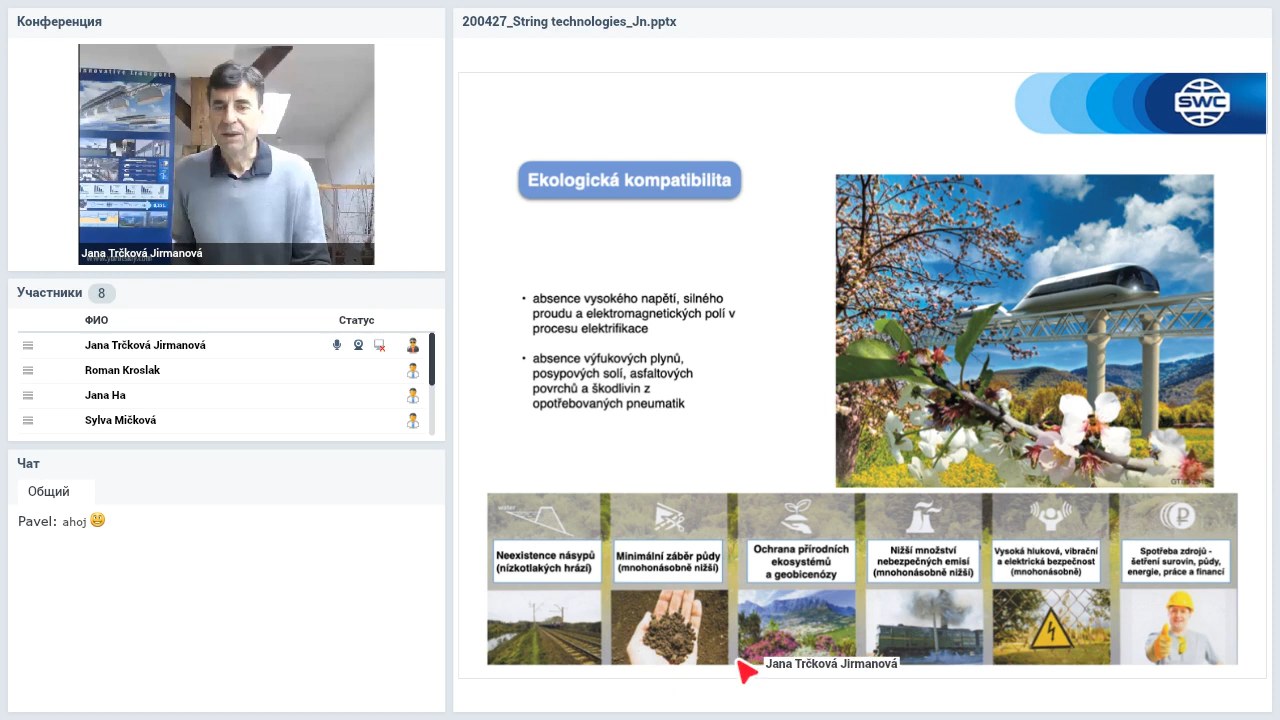 Конференция
innovative transport
Jana Trčková Jirmanová
Участники 8
ФИО Статус
Jana Trčková Jirmanová
Roman Kroslak
Jana Ha
Sylva Mičková
Чат
Общий
Pavel: ahoj
200427_String technologies_Jn.pptx
SWC
Ekologická kompatibilita
• absence vysokého napětí, silného
proudu a elektromagnetických polí v
procesu elektrifikace
• absence výfukových plynů,
posypových solí, asfaltových
povrchů a škodlivin z
opotřebovaných pneumatik
Neexistence násypů
(nízkotlakých hrází)
Minimální záběr půdy
(mnohonásobně nižší)
Ochrana přírodních
ekosystémů
a geobicenózy
Nižší množství
nebezpečných emisí
(mnohonásobně nižší)
Vysoká hluková, vibrační
a elektrická bezpečnost
(mnohonásobně)
Spotřeba zdrojů -
šetření surovin, půdy,
energie, práce a financí
Jana Trčková Jirmanová